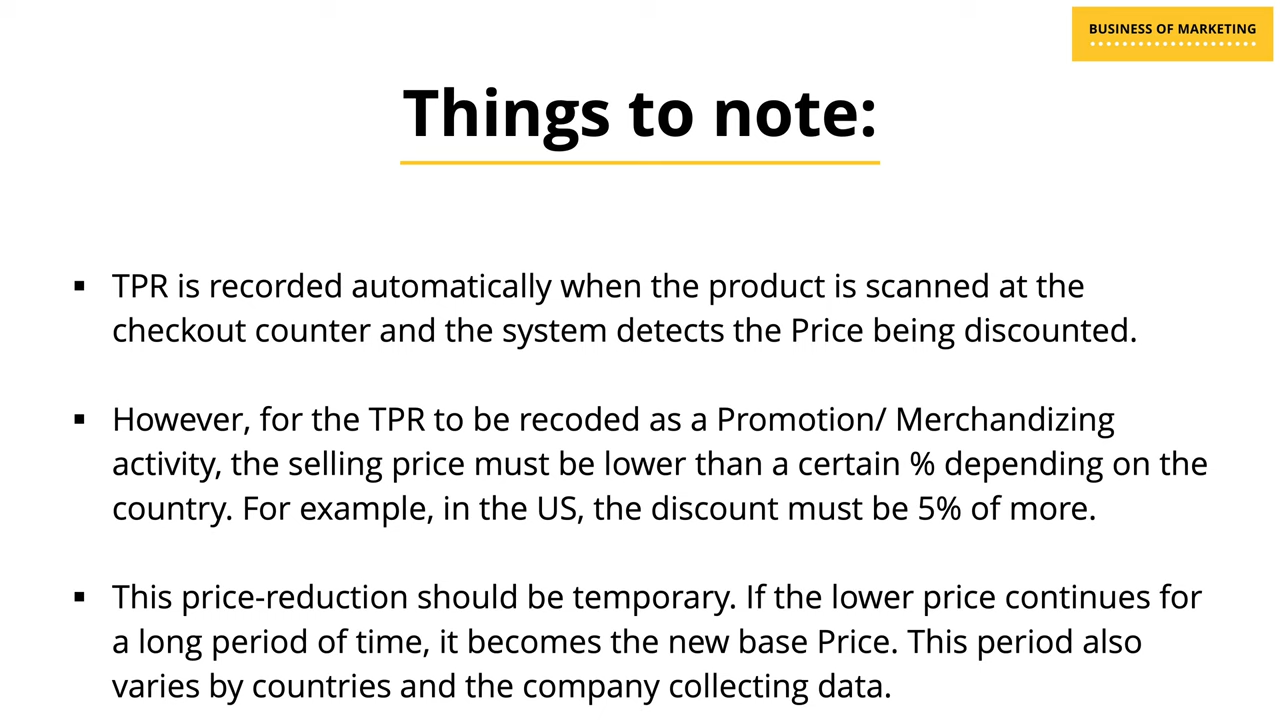 BUSINESS OF MARKETING
Things to note:
▪ TPR is recorded automatically when the product is scanned at the
checkout counter and the system detects the Price being discounted.
▪ However, for the TPR to be recoded as a Promotion/ Merchandizing
activity, the selling price must be lower than a certain % depending on the
country. For example, in the US, the discount must be 5% of more.
▪ This price-reduction should be temporary. If the lower price continues for
a long period of time, it becomes the new base Price. This period also
varies by countries and the company collecting data.